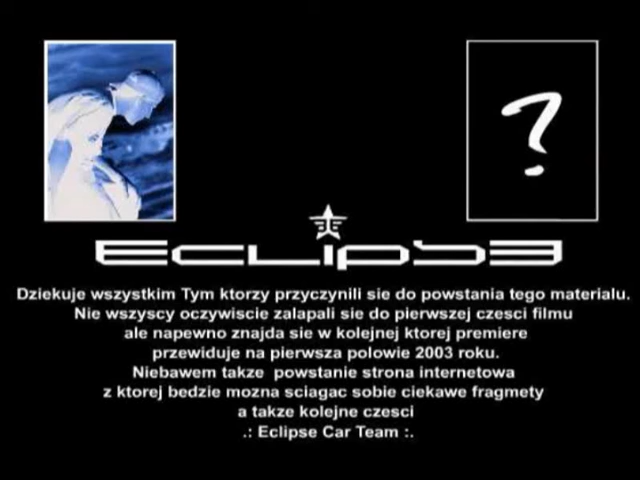 ?
Eclipse
Dziekuje wszystkim Tym ktorzy przyczynili sie do powstania tego materialu.
Nie wszyscy oczywiscie zalapali sie do pierwszej czesci filmu
ale napewno znajda sie w kolejnej ktorej premiere
przewiduje na pierwsza polowie 2003 roku.
Niebawem takze powstanie strona internetowa
z ktorej bedzie mozna sciagac sobie ciekawe fragmety
a takze kolejne czesci
.: Eclipse Car Team :.